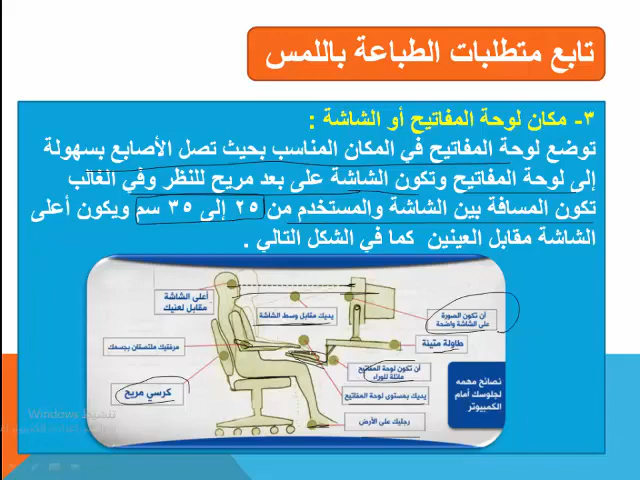 تابع متطلبات الطباعة باللمس
٣- مكان لوحة المفاتيح أو الشاشة :
توضع لوحة المفاتيح في المكان المناسب بحيث تصل الأصابع بسهولة
إلى لوحة المفاتيح وتكون الشاشة على بعد مريح للنظر وفي الغالب
تكون المسافة بين الشاشة والمستخدم من ٢٥ إلى ٣٥ سم ويكون أعلى
الشاشة مقابل العينين كما في الشكل التالي .
أعلى الشاشة
مقابل لعنيك
يديك مقابل وسط الشاشة
أن تكون الصورة
على الشاشة واضحة
مرفقيك ملتصقان بجسمك
طاولة متينة
أن تكون لوحة المفاتيح
مائلة للوراء
كرسي مريح
يديك بمستوى لوحة المفاتيح
رجليك على الأرض
نصائح مهمه
لجلوسك أمام
الكمبيوتر
Windows